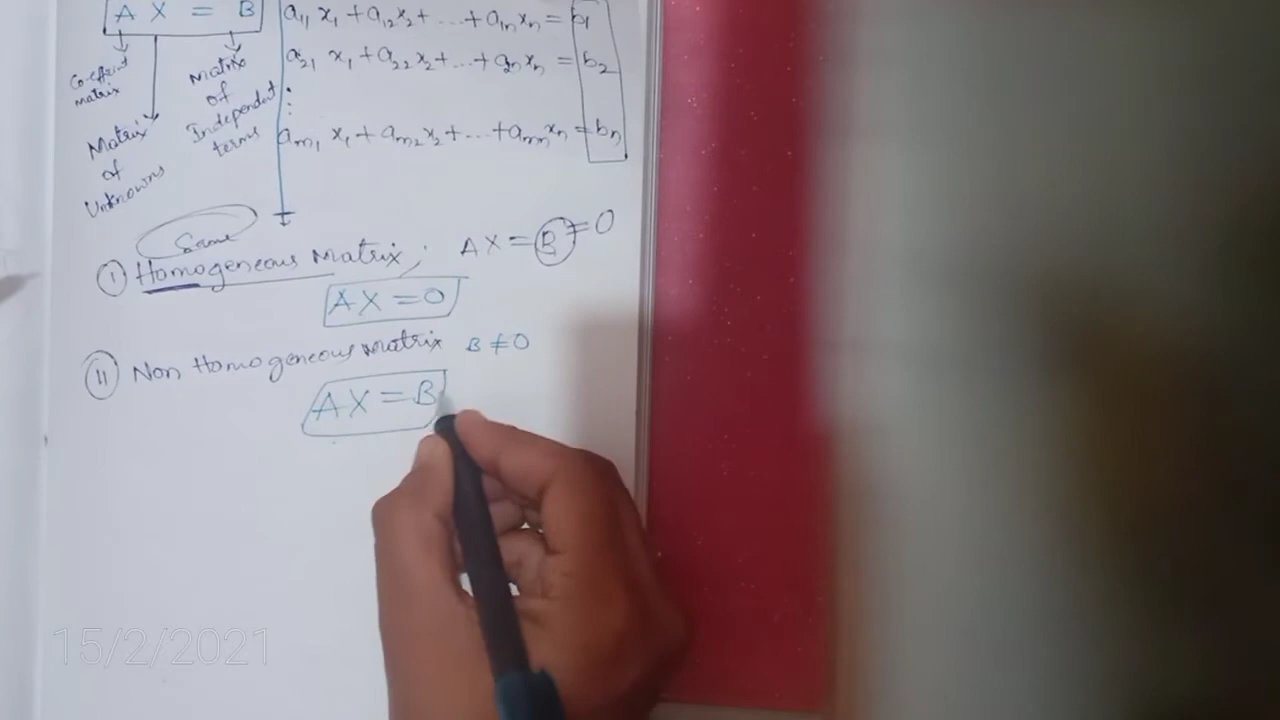 A X = B
Co-efficient matrix
Matrix of Unknowns
Matrix of Independent terms
a11 x1 + a12 x2 + ... + a1n xn = b1
a21 x1 + a22 x2 + ... + a2n xn = b2
am1 x1 + am2 x2 + ... + amn xn = bn
Same
(I) Homogeneous Matrix, : AX = B = 0
AX = 0
(II) Non Homogeneous Matrix B ≠ 0
AX = B
15/2/2021